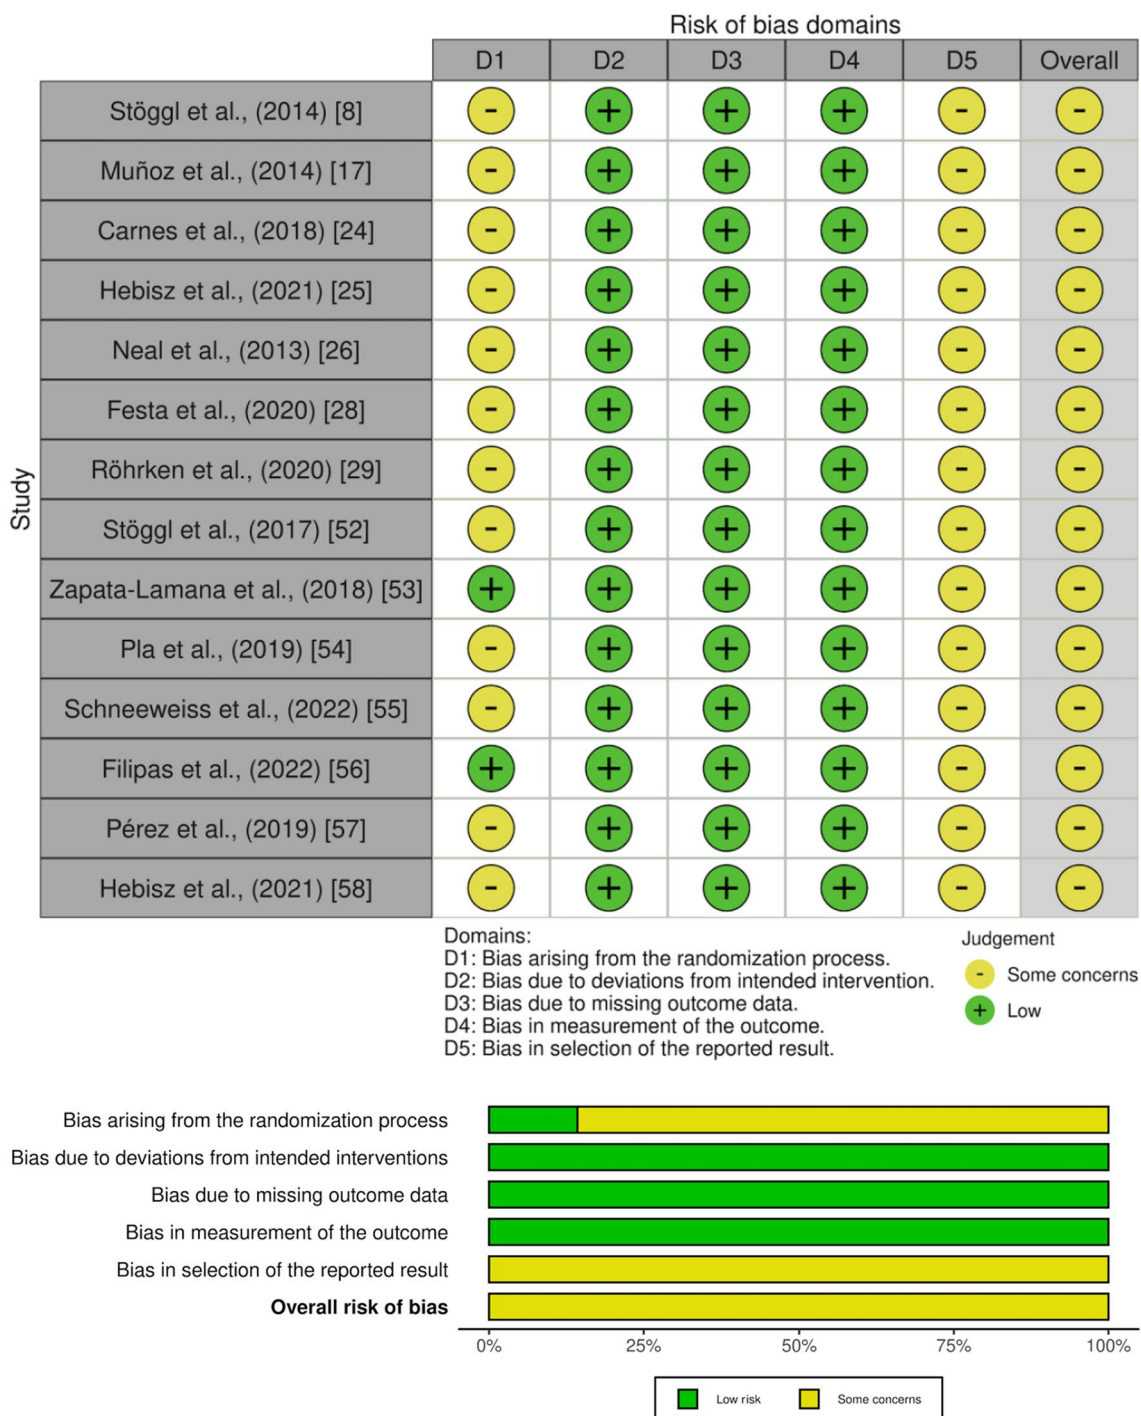 Risk of bias domains
D1 D2 D3 D4 D5 Overall
Study
Stöggl et al., (2014) [8] - + + + - -
Muñoz et al., (2014) [17] - + + + - -
Carnes et al., (2018) [24] - + + + - -
Hebisz et al., (2021) [25] - + + + - -
Neal et al., (2013) [26] - + + + - -
Festa et al., (2020) [28] - + + + - -
Röhrken et al., (2020) [29] - + + + - -
Stöggl et al., (2017) [52] - + + + - -
Zapata-Lamana et al., (2018) [53] + + + + - -
Pla et al., (2019) [54] - + + + - -
Schneeweiss et al., (2022) [55] - + + + - -
Filipas et al., (2022) [56] + + + + - -
Pérez et al., (2019) [57] - + + + - -
Hebisz et al., (2021) [58] - + + + - -
Domains:
D1: Bias arising from the randomization process.
D2: Bias due to deviations from intended intervention.
D3: Bias due to missing outcome data.
D4: Bias in measurement of the outcome.
D5: Bias in selection of the reported result.
Judgement
- Some concerns
+ Low
Bias arising from the randomization process
Bias due to deviations from intended interventions
Bias due to missing outcome data
Bias in measurement of the outcome
Bias in selection of the reported result
Overall risk of bias
0% 25% 50% 75% 100%
Low risk Some concerns